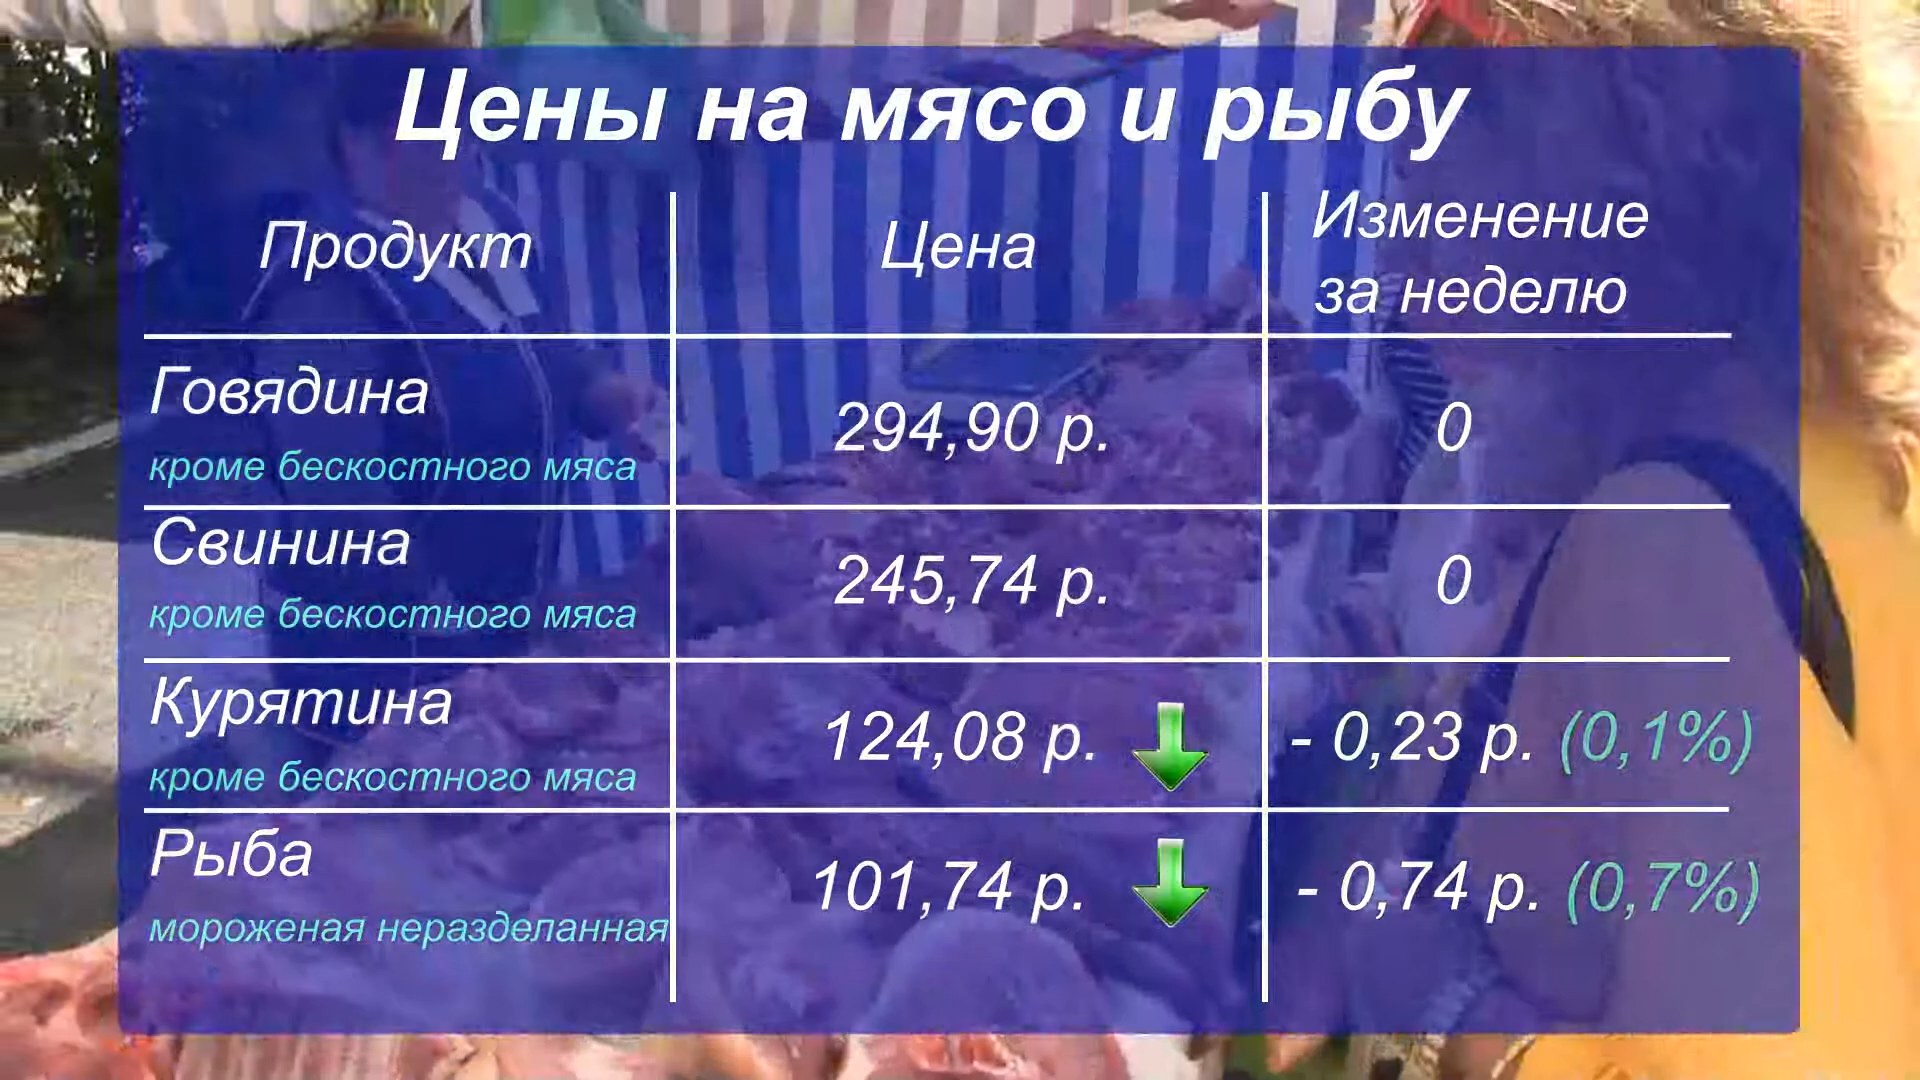 Цены на мясо и рыбу
Продукт
Цена
Изменение
за неделю
Говядина
кроме бескостного мяса
294,90 р.
0
Свинина
кроме бескостного мяса
245,74 р.
0
Курятина
кроме бескостного мяса
124,08 р.
- 0,23 р. (0,1%)
Рыба
мороженая неразделанная
101,74 р.
- 0,74 р. (0,7%)